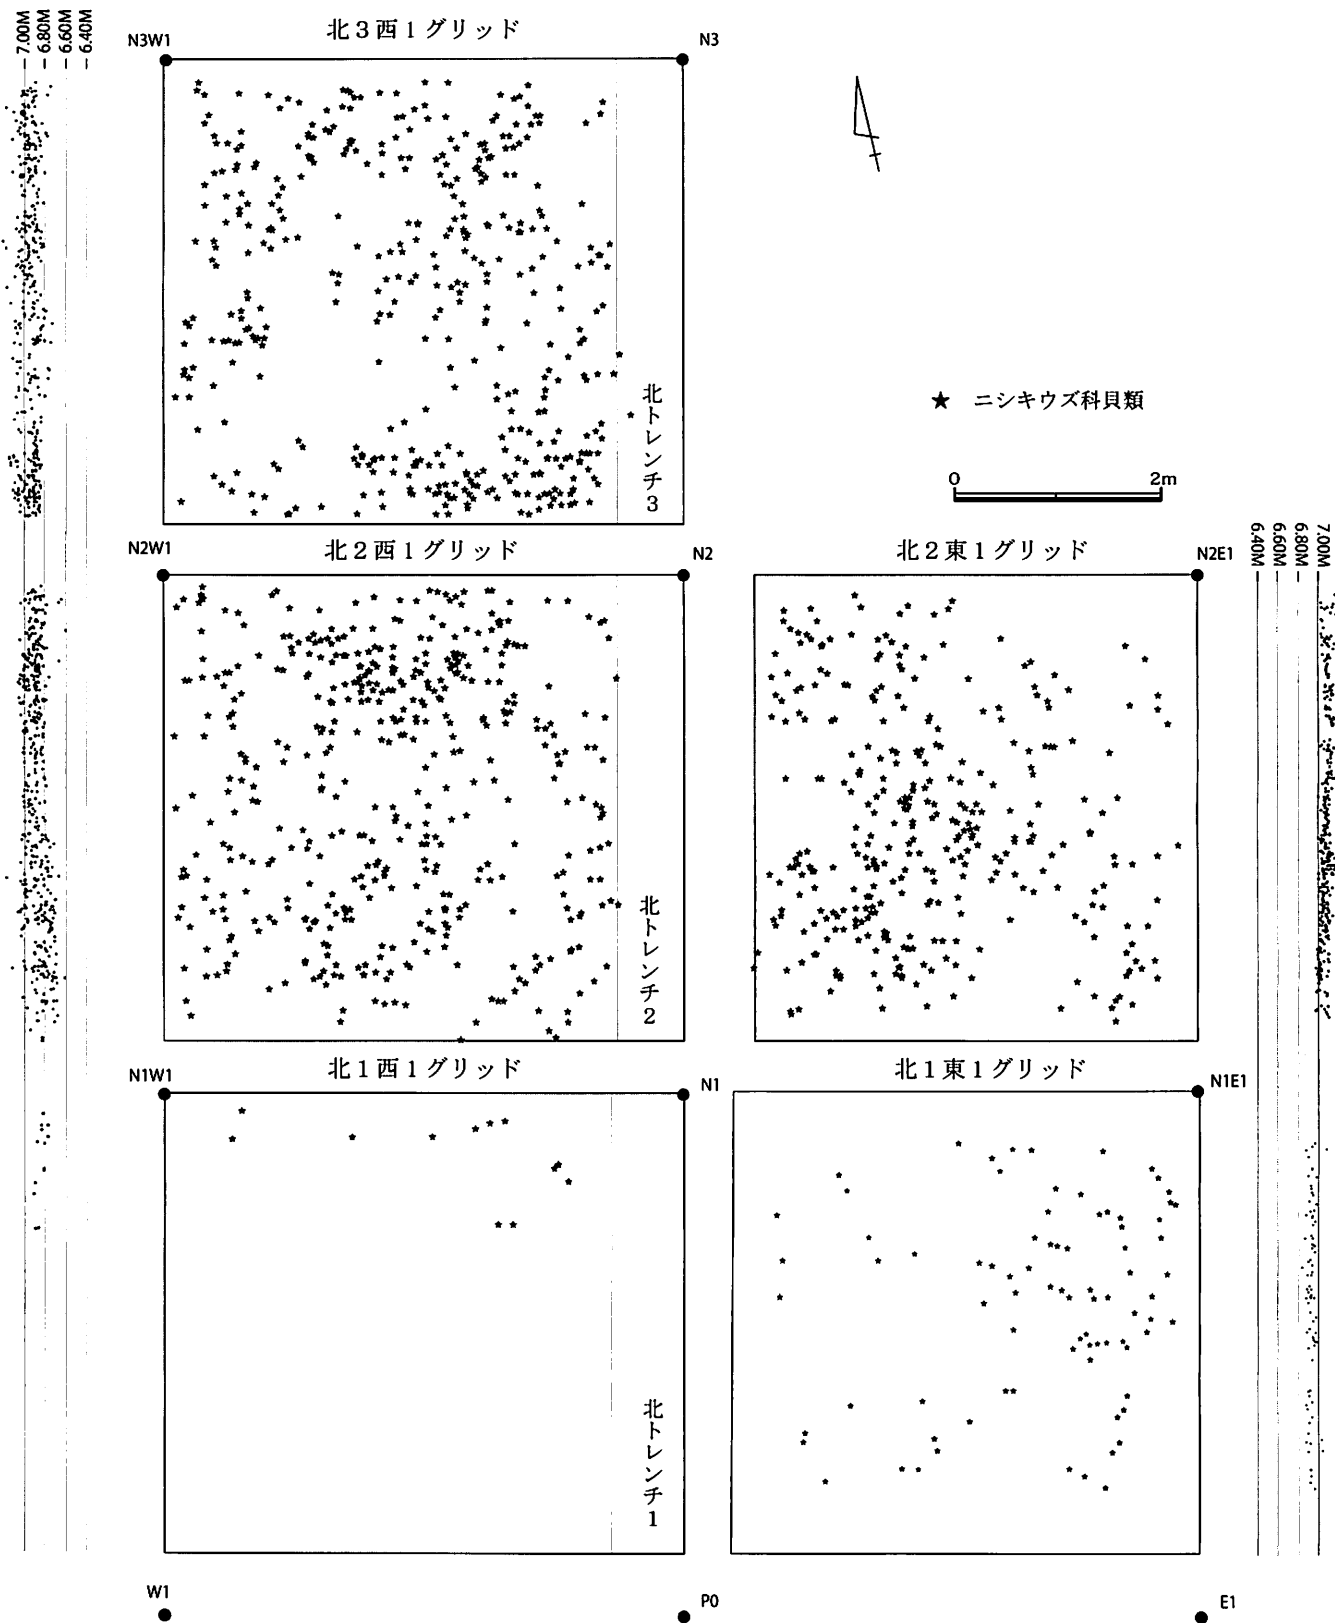 7.00M
6.80M
6.60M
6.40M
北3西1グリッド
N3W1
N3
北トレンチ3
★ ニシキウズ科貝類
0 2m
N2W1
北2西1グリッド
N2
北2東1グリッド
N2E1
6.40M
6.60M
6.80M
7.00M
北トレンチ2
N1W1
北1西1グリッド
N1
北1東1グリッド
N1E1
北トレンチ1
W1
P0
E1